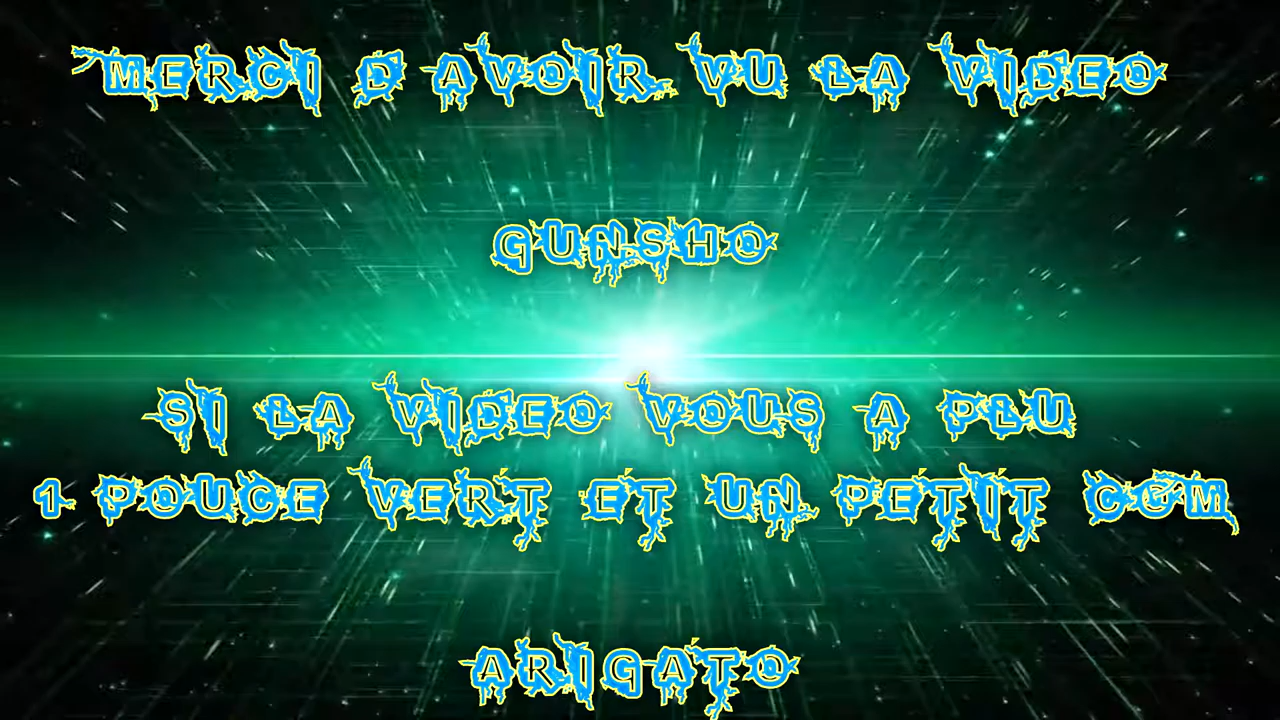 MERCI D AVOIR VU LA VIDEO
GUNSHO
SI LA VIDEO VOUS A PLU
1 POUCE VERT ET UN PETIT COM
ARIGATO